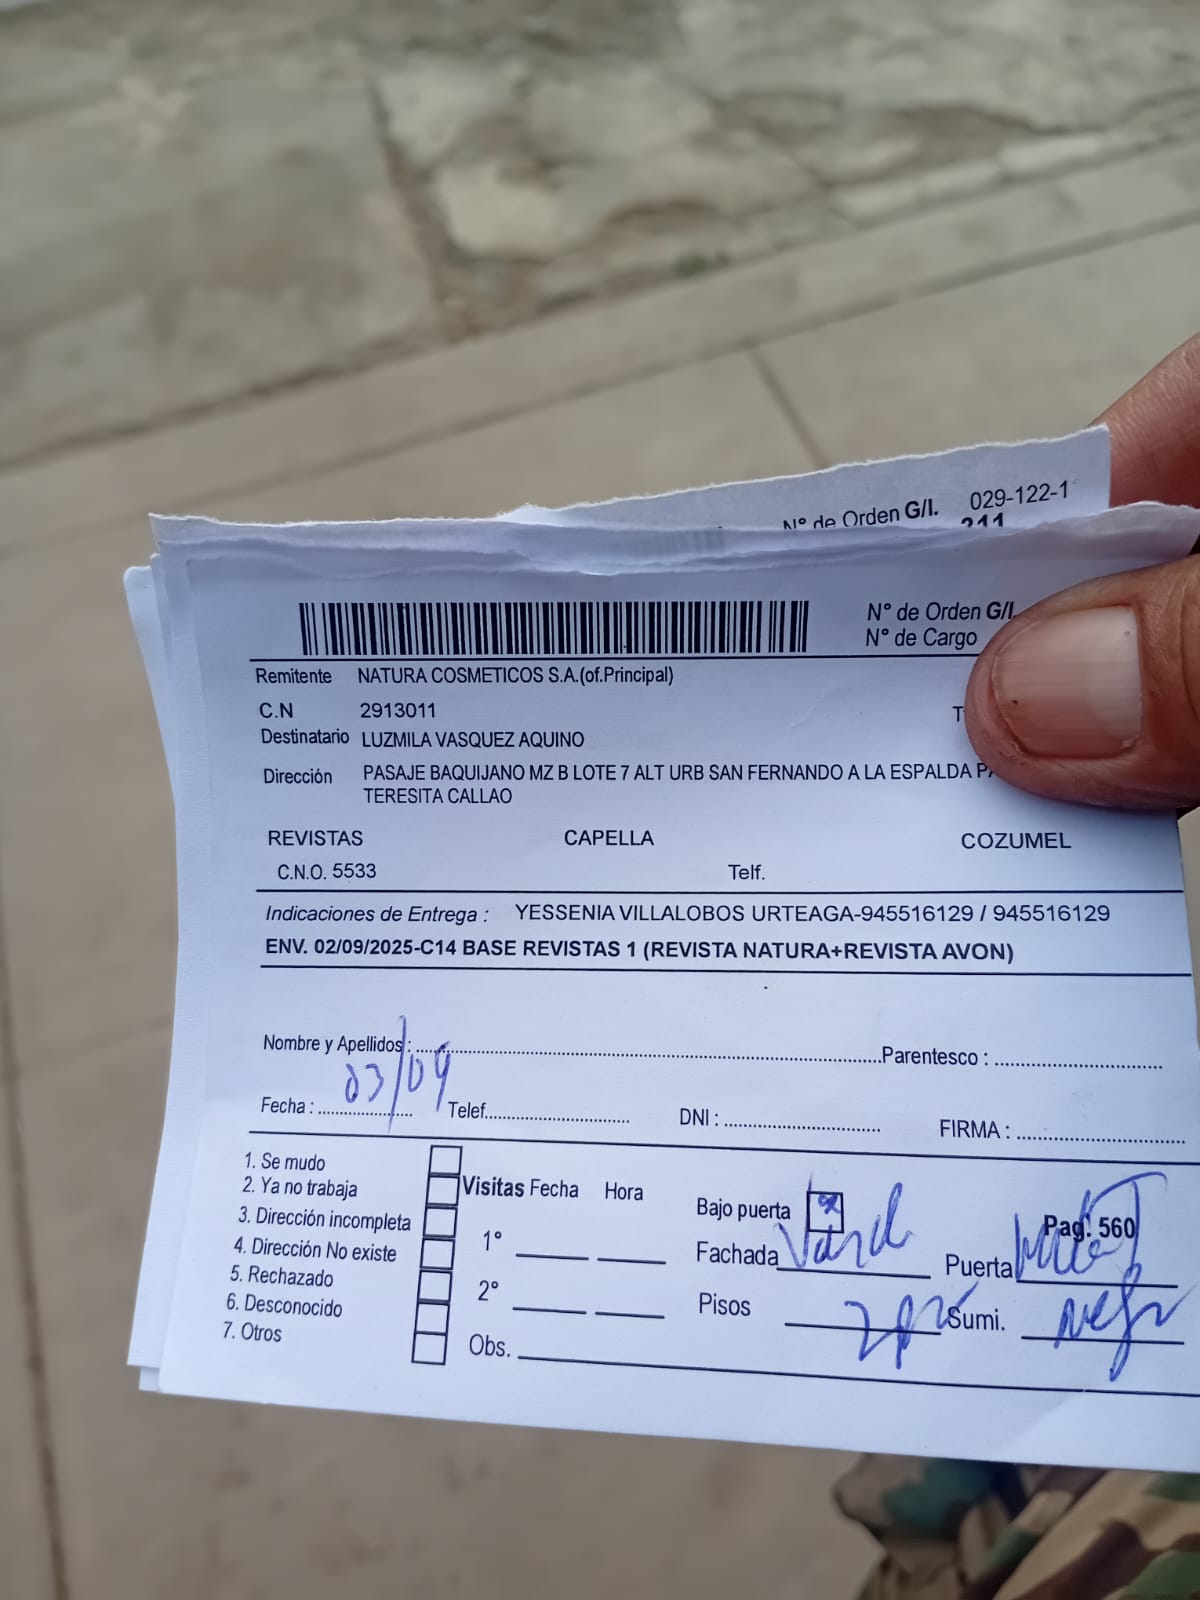 N° de Orden G/I. 029-122-1
211
N° de Orden G/I.
N° de Cargo
Remitente NATURA COSMETICOS S.A.(of.Principal)
C.N 2913011
Destinatario LUZMILA VASQUEZ AQUINO
Dirección PASAJE BAQUIJANO MZ B LOTE 7 ALT URB SAN FERNANDO A LA ESPALDA
TERESITA CALLAO
REVISTAS CAPELLA COZUMEL
C.N.O. 5533 Telf.
Indicaciones de Entrega : YESSENIA VILLALOBOS URTEAGA-945516129 / 945516129
ENV. 02/09/2025-C14 BASE REVISTAS 1 (REVISTA NATURA+REVISTA AVON)
Nombre y Apellidos : Parentesco :
Fecha : 03/09 Telef. DNI : FIRMA :
1. Se mudo
2. Ya no trabaja
3. Dirección incompleta
4. Dirección No existe
5. Rechazado
6. Desconocido
7. Otros
Visitas Fecha Hora
1°
2°
Obs.
Bajo puerta x
Fachada Verd
Pisos 2
Pag. 560
Puerta
Sumi.